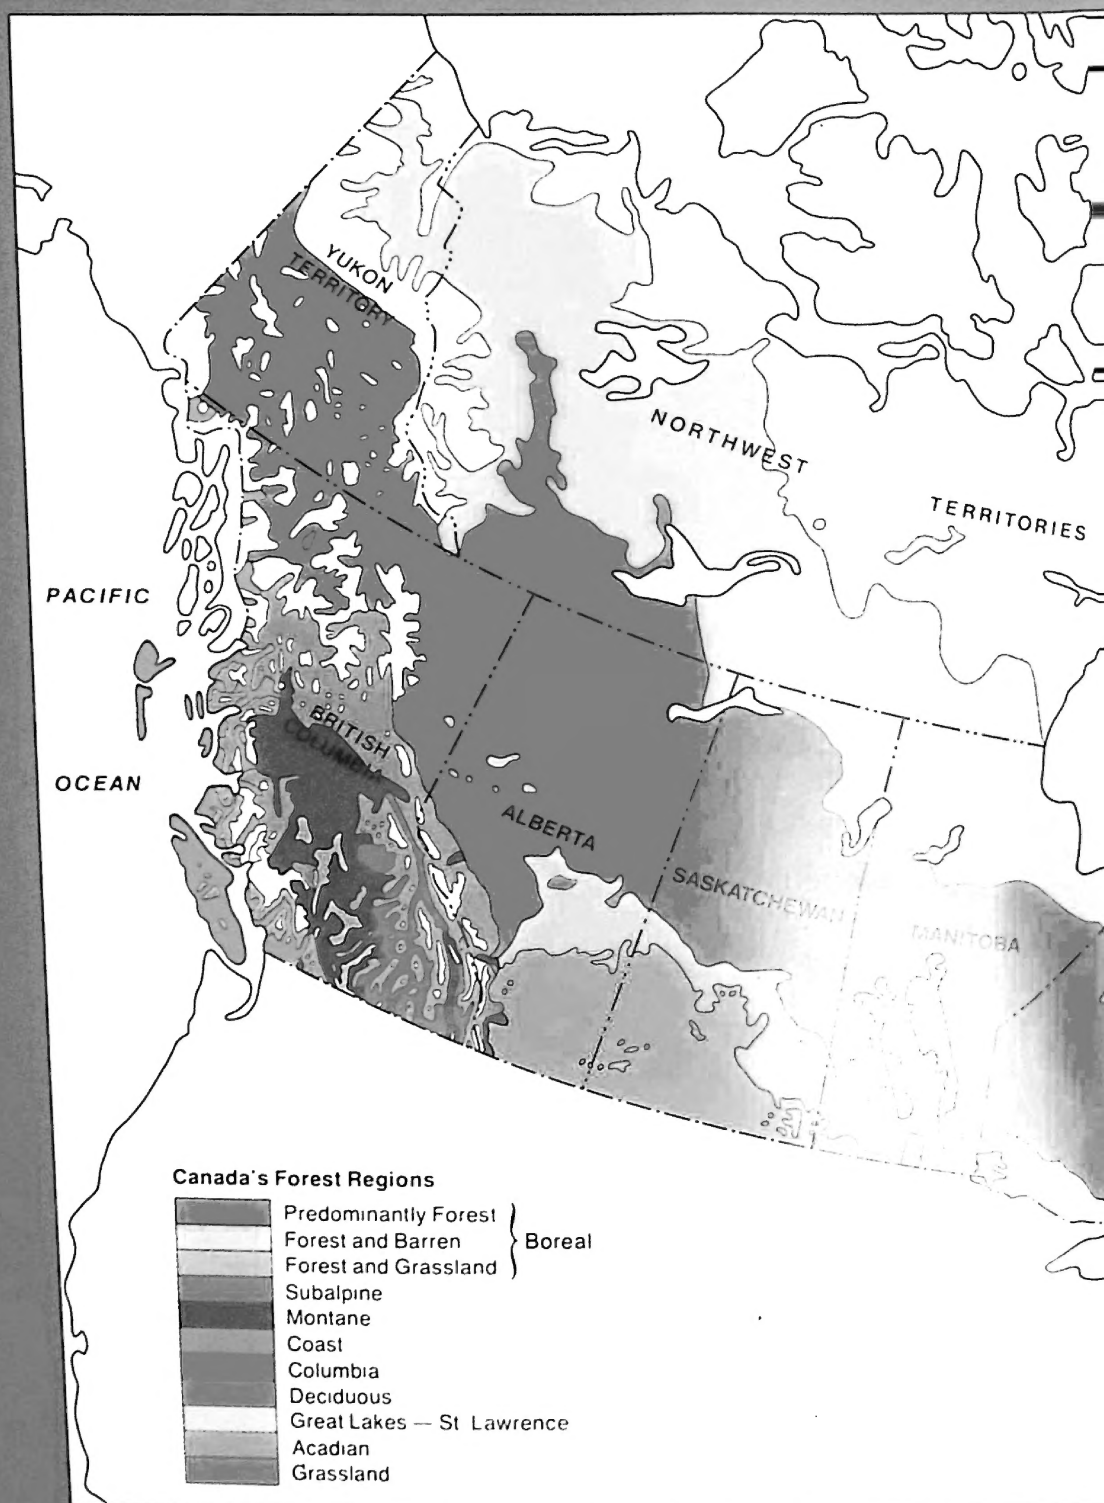 YUKON
TERRITORY
NORTHWEST
TERRITORIES
PACIFIC
OCEAN
BRITISH
COLUMBIA
ALBERTA
SASKATCHEWAN
MANITOBA
Canada's Forest Regions
Predominantly Forest
Forest and Barren
Boreal
Forest and Grassland
Subalpine
Montane
Coast
Columbia
Deciduous
Great Lakes — St Lawrence
Acadian
Grassland